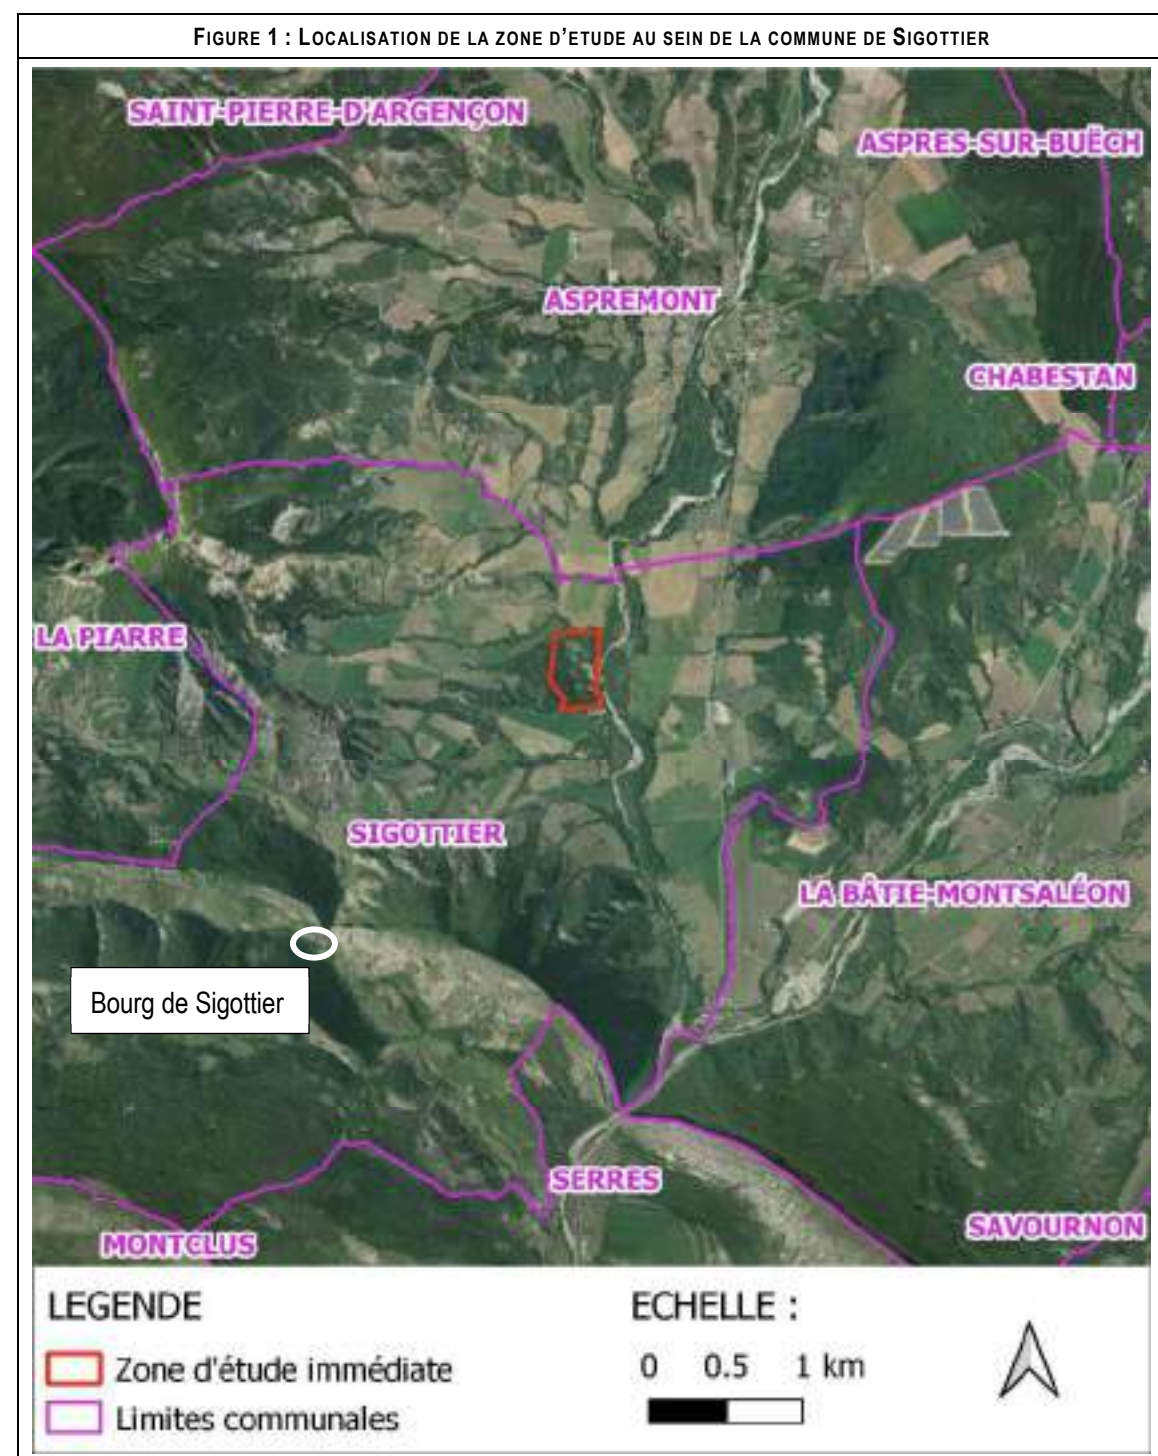 FIGURE 1 : LOCALISATION DE LA ZONE D'ETUDE AU SEIN DE LA COMMUNE DE SIGOTTIER
SAINT-PIERRE-D'ARGENÇON
ASPRES-SUR-BUËCH
ASPREMONT
CHABESTAN
LA PIARRE
SIGOTTIER
LA BÂTIE-MONTSALÉON
Bourg de Sigottier
SERRES
SAVOURNON
MONTCLUS
LEGENDE
ECHELLE :
Zone d'étude immédiate
0 0.5 1 km
Limites communales